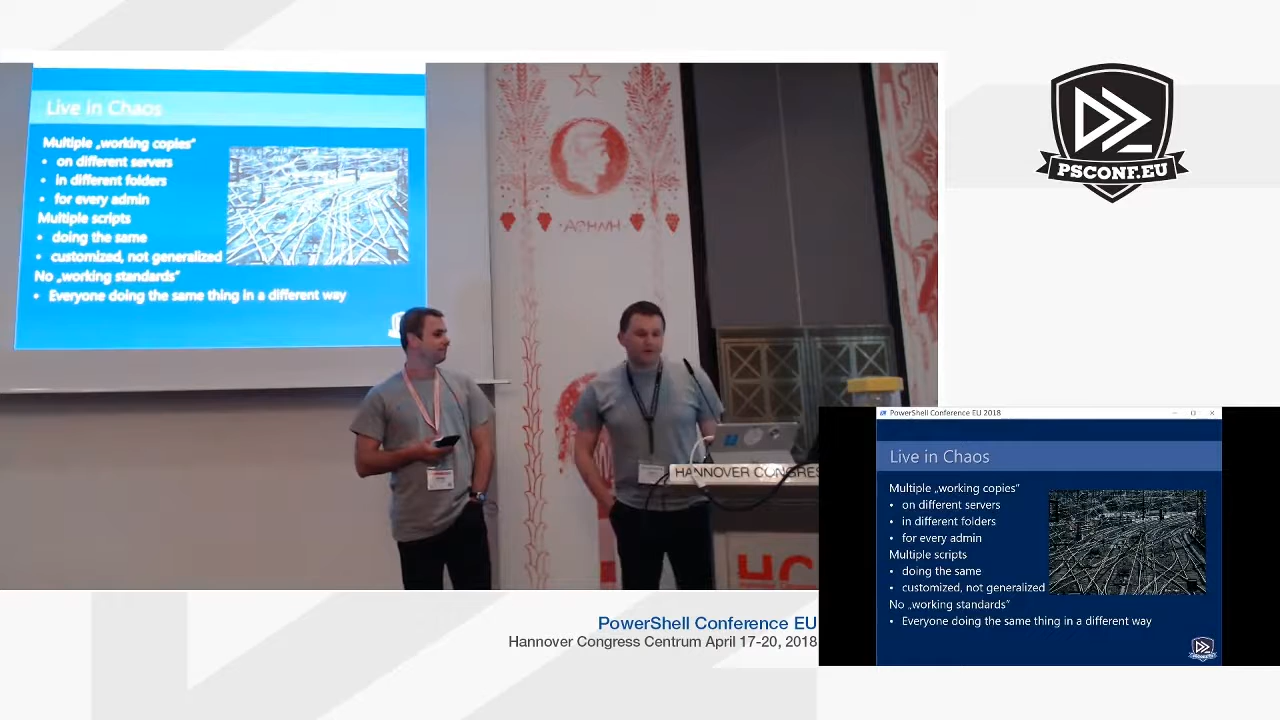 Live in Chaos
Multiple „working copies“
• on different servers
• in different folders
• for every admin
Multiple scripts
• doing the same
• customized, not generalized
No „working standards“
• Everyone doing the same thing in a different way
HANNOVER CONGRES
HC
PSCONF.EU
PowerShell Conference EU 2018
Live in Chaos
Multiple „working copies“
• on different servers
• in different folders
• for every admin
Multiple scripts
• doing the same
• customized, not generalized
No „working standards“
• Everyone doing the same thing in a different way
PowerShell Conference EU
Hannover Congress Centrum April 17-20, 2018